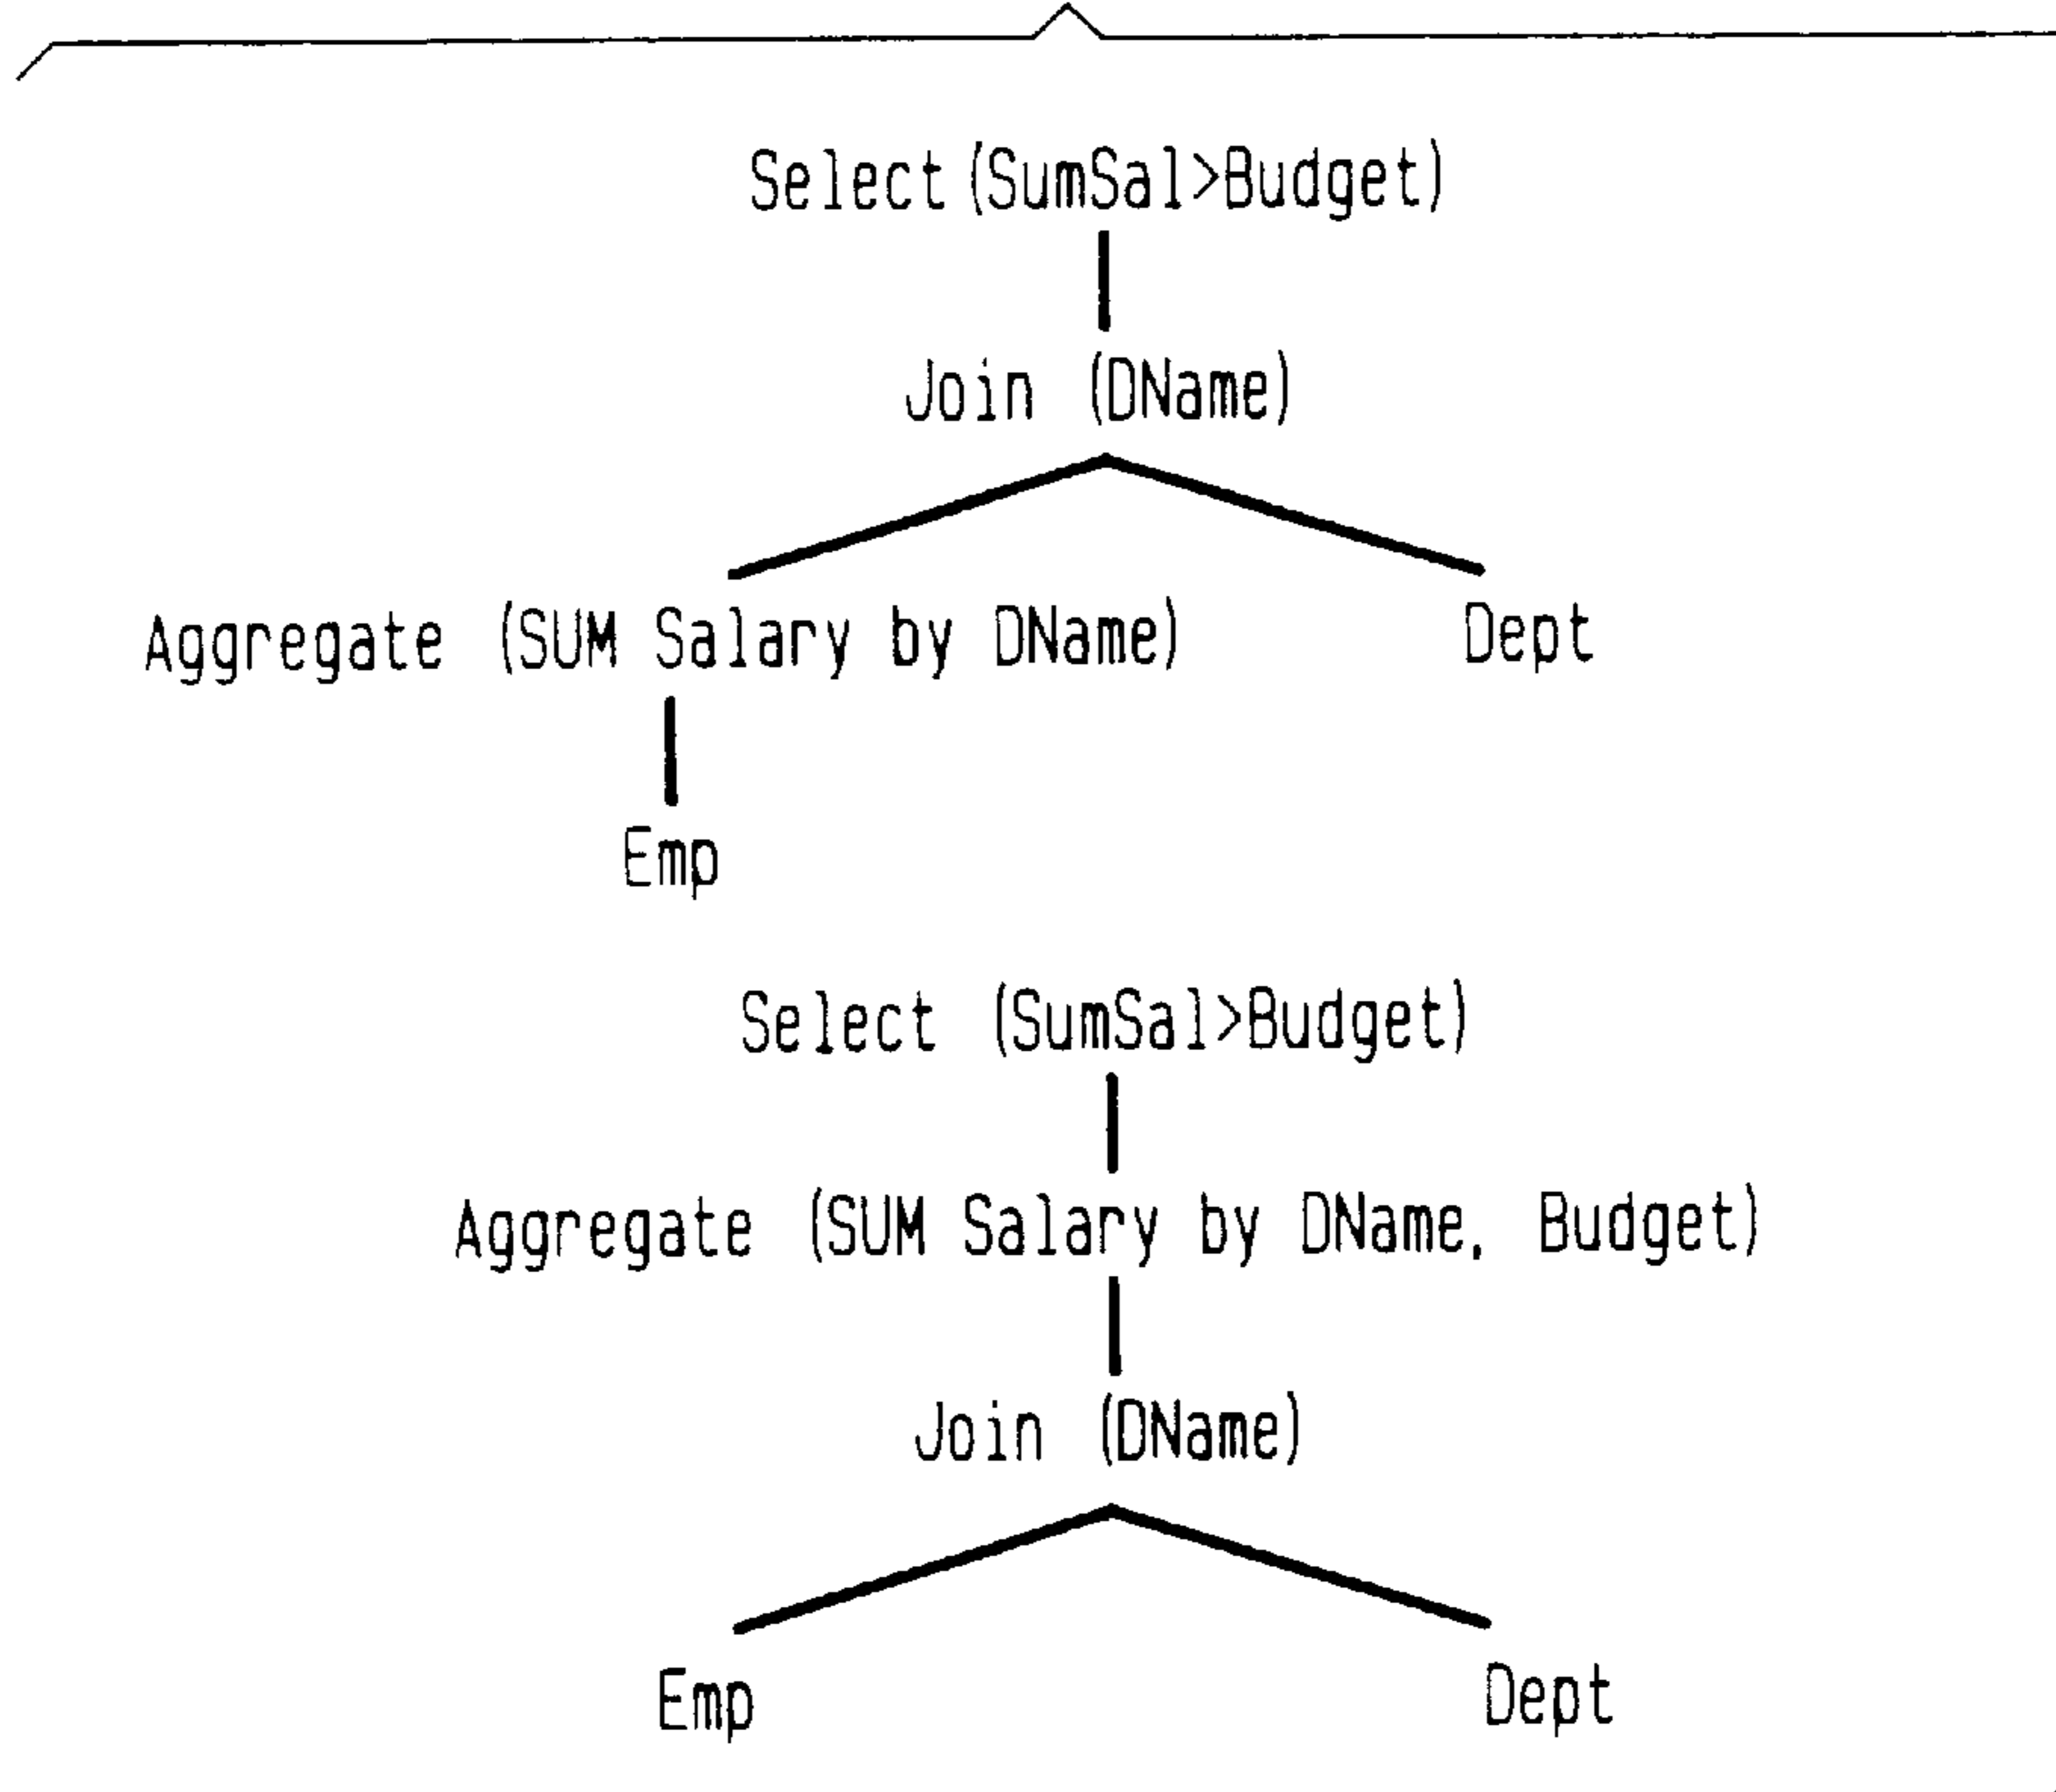 Select (SumSal>Budget)
Join (DName)
Aggregate (SUM Salary by DName) Dept
Emp
Select (SumSal>Budget)
Aggregate (SUM Salary by DName, Budget)
Join (DName)
Emp Dept